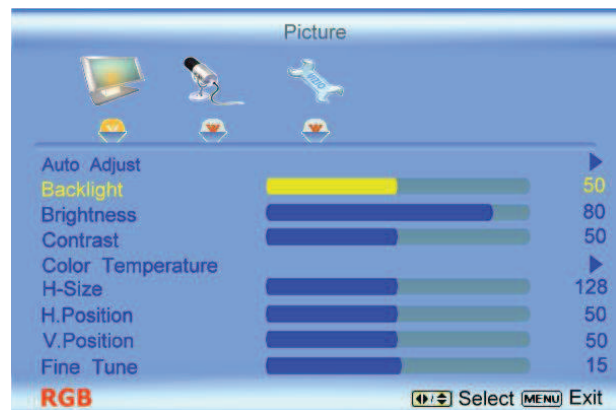 Picture
VIZIO
Auto Adjust
Backlight 50
Brightness 80
Contrast 50
Color Temperature
H-Size 128
H.Position 50
V.Position 50
Fine Tune 15
RGB Select MENU Exit